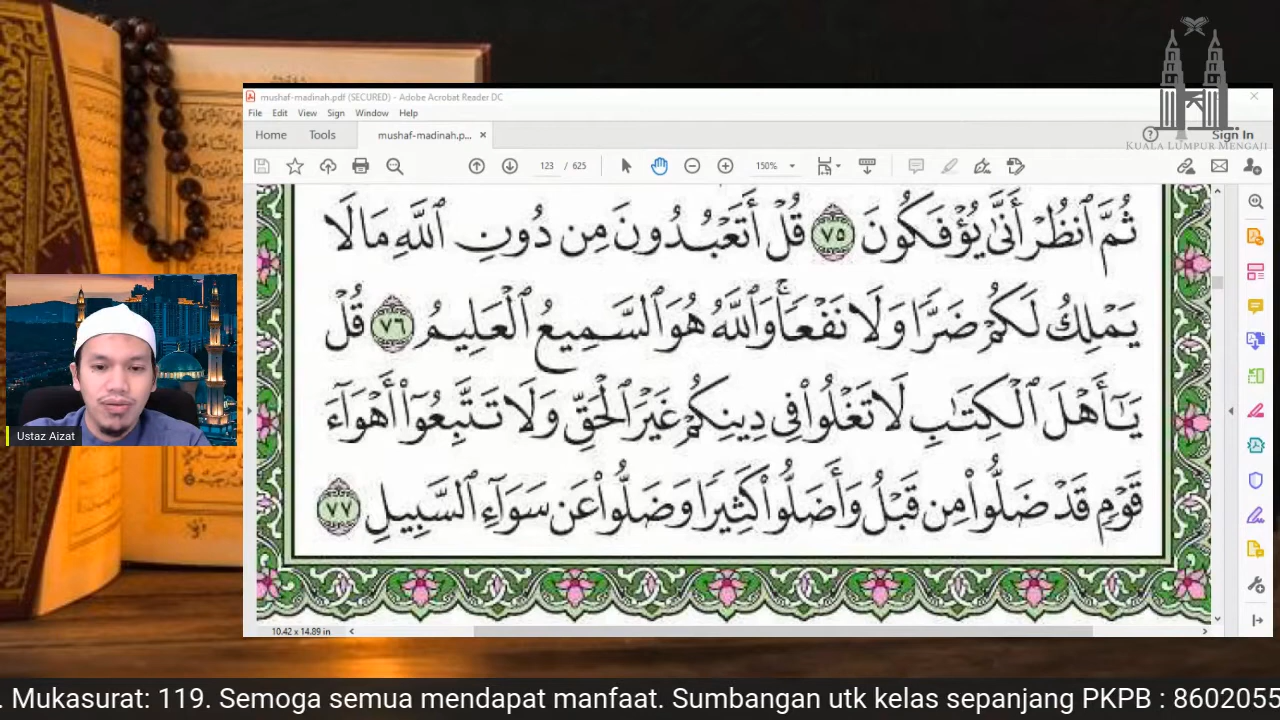 mushaf-madinah.pdf (SECURED) - Adobe Acrobat Reader DC
File Edit View Sign Window Help
Home Tools mushaf-madinah.p... Sign In
KUALA LUMPUR MENGAJI
123 / 625 150%
ثُمَّ ٱنظُرْ أَنَّىٰ يُؤْفَكُونَ ٧٥ قُلْ أَتَعْبُدُونَ مِن دُونِ ٱللَّهِ مَا لَا
يَمْلِكُ لَكُمْ ضَرًّا وَلَا نَفْعًا ۚ وَٱللَّهُ هُوَ ٱلسَّمِيعُ ٱلْعَلِيمُ ٧٦ قُلْ
يَـٰٓأَهْلَ ٱلْكِتَـٰبِ لَا تَغْلُوا۟ فِى دِينِكُمْ غَيْرَ ٱلْحَقِّ وَلَا تَتَّبِعُوٓا۟ أَهْوَآءَ
قَوْمٍ قَدْ ضَلُّوا۟ مِن قَبْلُ وَأَضَلُّوا۟ كَثِيرًا وَضَلُّوا۟ عَن سَوَآءِ ٱلسَّبِيلِ ٧٧
Ustaz Aizat
10.42 x 14.89 in
. Mukasurat: 119. Semoga semua mendapat manfaat. Sumbangan utk kelas sepanjang PKPB : 8602055